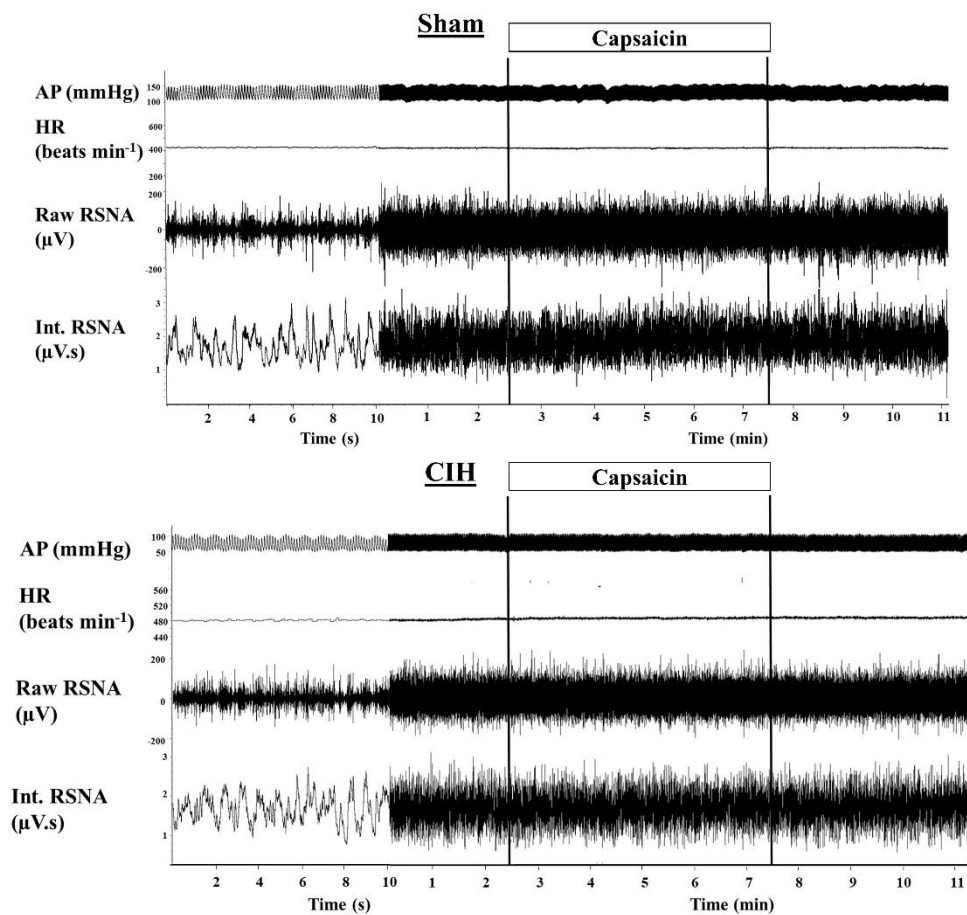 Sham
Capsaicin
AP (mmHg)
150
100
HR
(beats min-1)
600
400
200
Raw RSNA
(µV)
200
0
-200
Int. RSNA
(µV.s)
3
2
1
2 4 6 8 10 1 2 3 4 5 6 7 8 9 10 11
Time (s) Time (min)
CIH
Capsaicin
AP (mmHg)
100
50
HR
(beats min-1)
560
520
480
440
Raw RSNA
(µV)
200
0
-200
Int. RSNA
(µV.s)
3
2
1
2 4 6 8 10 1 2 3 4 5 6 7 8 9 10 11
Time (s) Time (min)